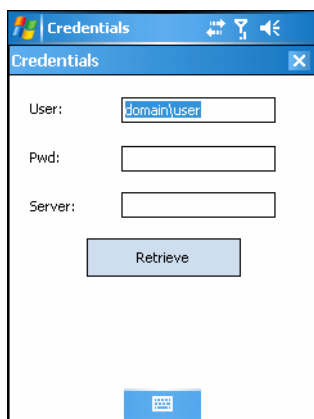 Credentials
Credentials
User:
domain\user
Pwd:
Server:
Retrieve